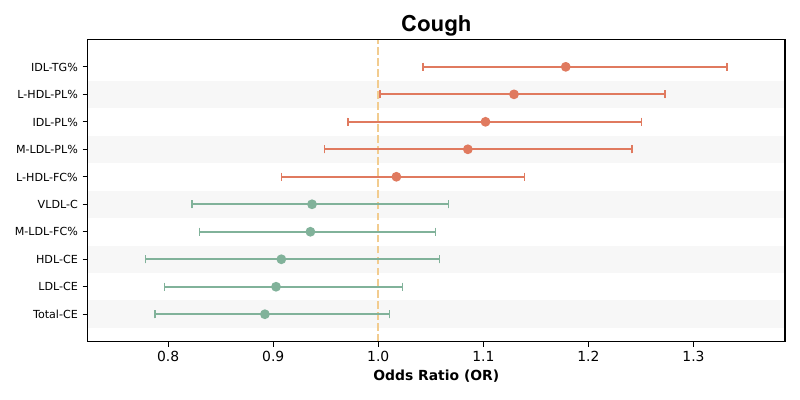 Cough
IDL-TG%
L-HDL-PL%
IDL-PL%
M-LDL-PL%
L-HDL-FC%
VLDL-C
M-LDL-FC%
HDL-CE
LDL-CE
Total-CE
0.8 0.9 1.0 1.1 1.2 1.3
Odds Ratio (OR)